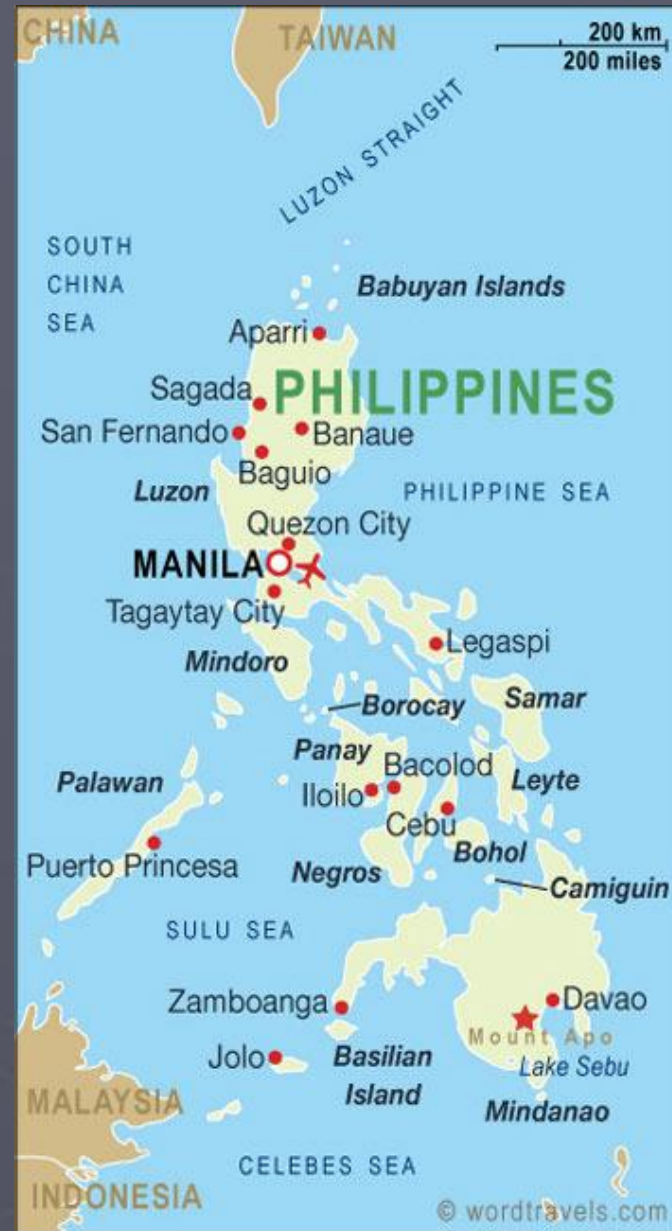 CHINA
TAIWAN
200 km
200 miles
LUZON STRAIGHT
SOUTH
CHINA
SEA
Babuyan Islands
Aparri
Sagada
PHILIPPINES
San Fernando
Banaue
Baguio
Luzon
PHILIPPINE SEA
Quezon City
MANILA
Tagaytay City
Legaspi
Mindoro
Borocay
Samar
Panay
Bacolod
Palawan
Iloilo
Leyte
Cebu
Bohol
Puerto Princesa
Negros
Camiguin
SULU SEA
Zamboanga
Davao
Mount Apo
Jolo
Basilian
Island
Lake Sebu
MALAYSIA
Mindanao
CELEBES SEA
INDONESIA
© wordtravels.com